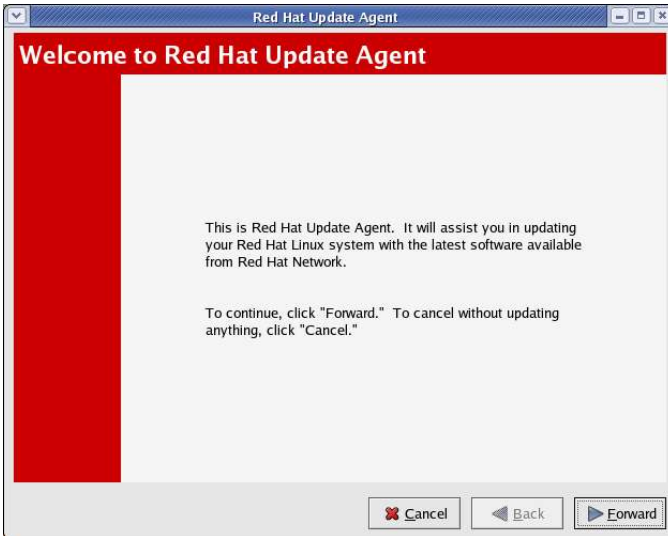 Red Hat Update Agent
Welcome to Red Hat Update Agent
This is Red Hat Update Agent. It will assist you in updating
your Red Hat Linux system with the latest software available
from Red Hat Network.
To continue, click "Forward." To cancel without updating
anything, click "Cancel."
Cancel
Back
Forward